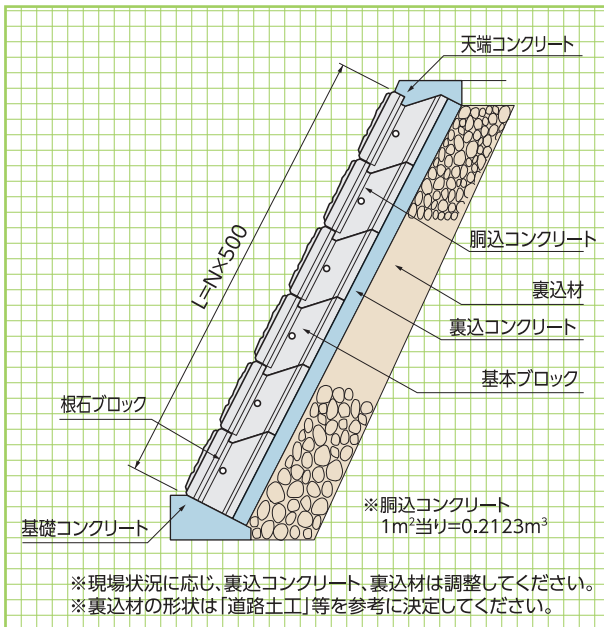 天端コンクリート
L=N×500
胴込コンクリート
裏込材
裏込コンクリート
基本ブロック
根石ブロック
基礎コンクリート
※胴込コンクリート
1m²当り=0.2123m³
※現場状況に応じ、裏込コンクリート、裏込材は調整してください。
※裏込材の形状は「道路土工」等を参考に決定してください。